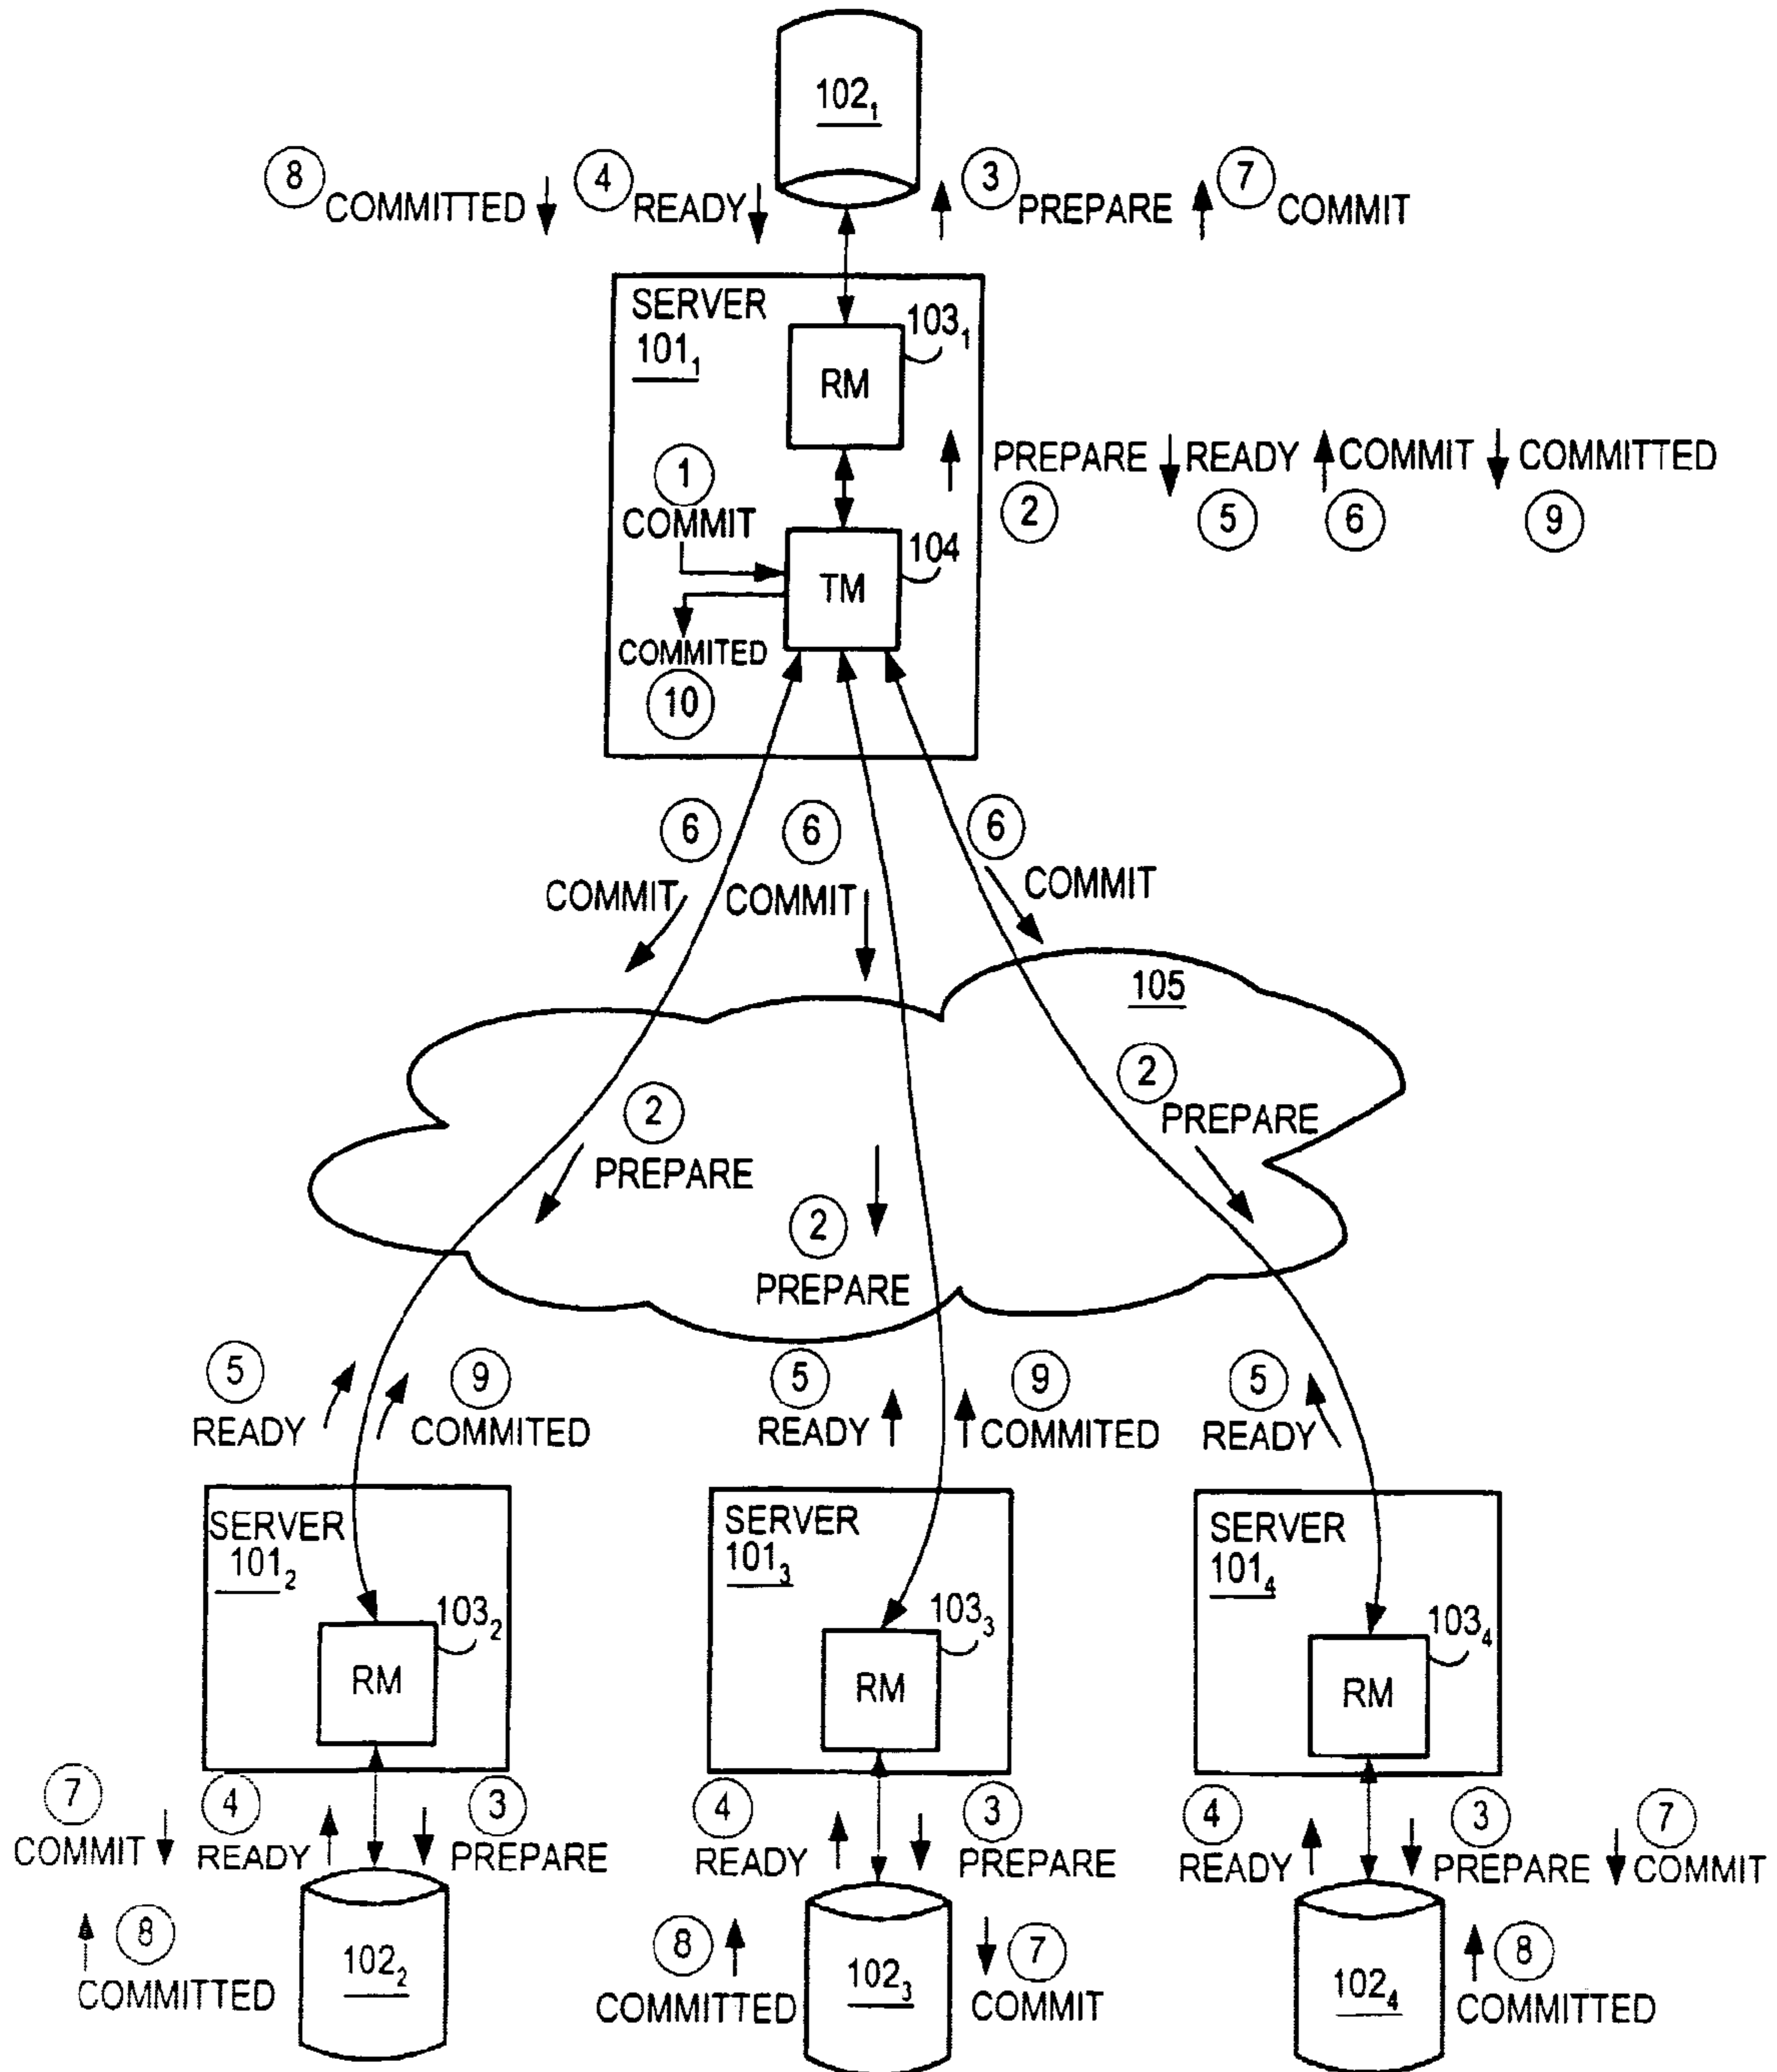 102₁
8 COMMITTED 4 READY 3 PREPARE 7 COMMIT
SERVER
101₁
103₁
RM
1
COMMIT
PREPARE READY COMMIT COMMITTED
2 5 6 9
104
TM
COMMITED
10
6 6 6
COMMIT COMMIT COMMIT
105
2
PREPARE
2
PREPARE
2
PREPARE
5 9 5 9 5
READY COMMITED READY COMMITED READY
SERVER
101₂
103₂
RM
SERVER
101₃
103₃
RM
SERVER
101₄
103₄
RM
7 4 3 4 3 4 3 7
COMMIT READY PREPARE READY PREPARE READY PREPARE COMMIT
8
COMMITTED
102₂
8
COMMITTED
102₃
7
COMMIT
102₄
8
COMMITTED